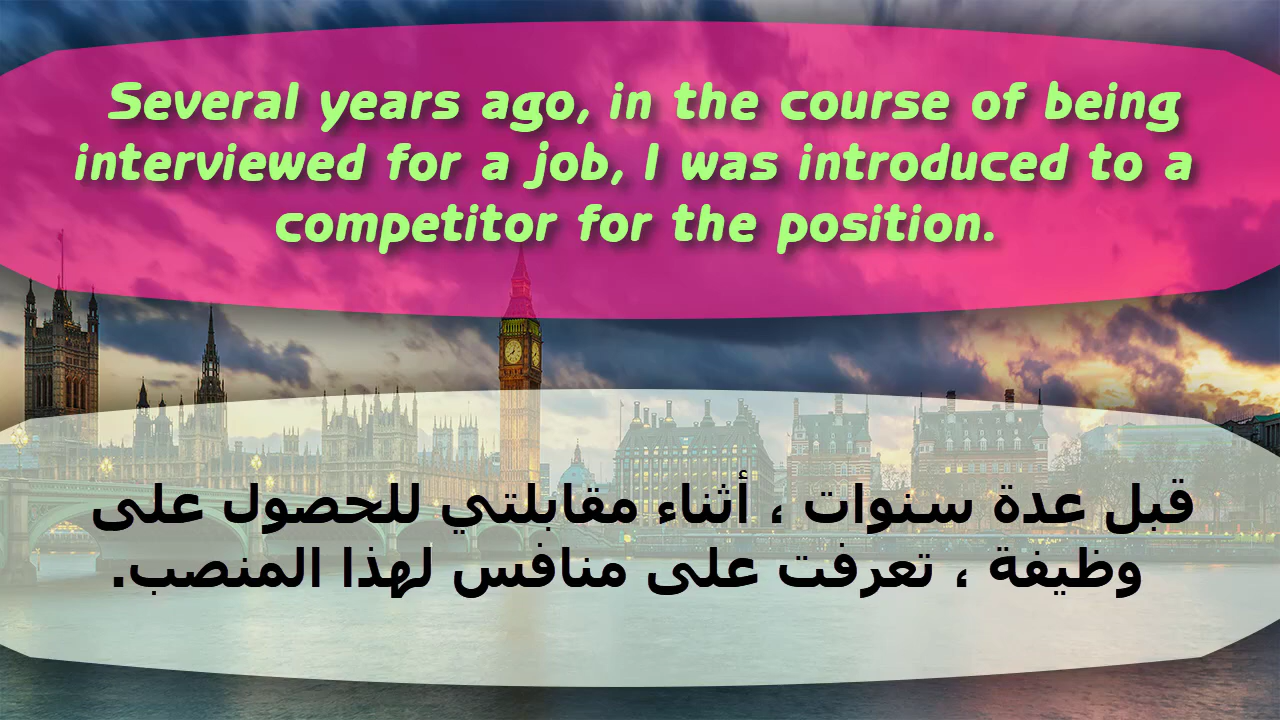 Several years ago, in the course of being
interviewed for a job, I was introduced to a
competitor for the position.
قبل عدة سنوات ، أثناء مقابلتي للحصول على
وظيفة ، تعرفت على منافس لهذا المنصب.